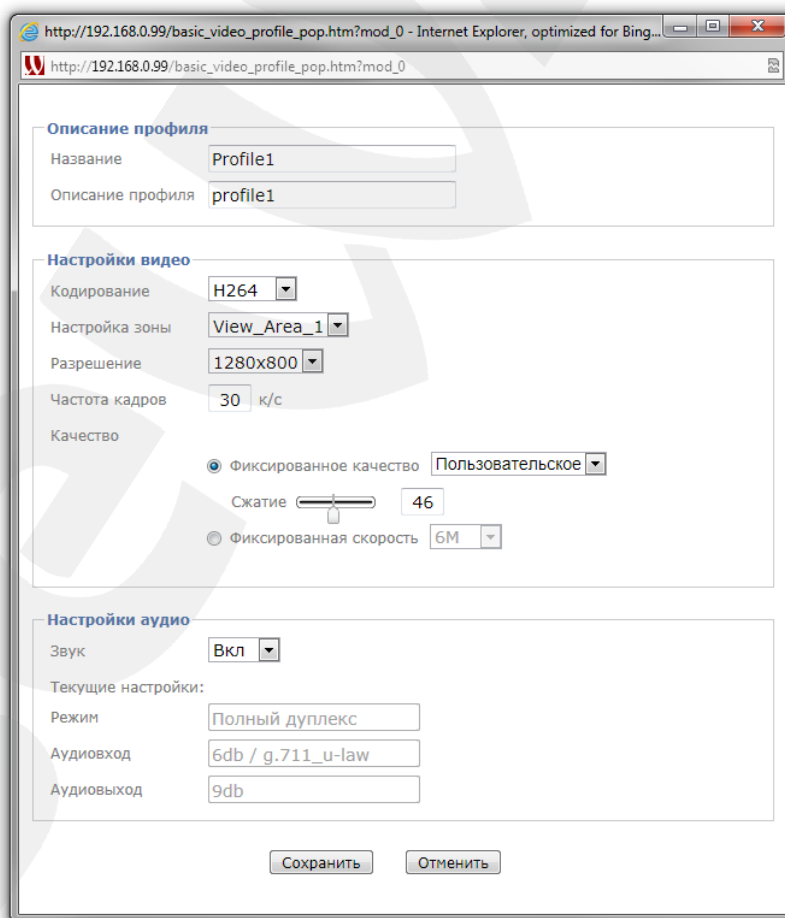 http://192.168.0.99/basic_video_profile_pop.htm?mod_0 - Internet Explorer, optimized for Bing...
http://192.168.0.99/basic_video_profile_pop.htm?mod_0
Описание профиля
Название Profile1
Описание профиля profile1
Настройки видео
Кодирование H264
Настройка зоны View_Area_1
Разрешение 1280x800
Частота кадров 30 к/с
Качество
Фиксированное качество Пользовательское
Сжатие 46
Фиксированная скорость 6M
Настройки аудио
Звук Вкл
Текущие настройки:
Режим Полный дуплекс
Аудиовход 6db / g.711_u-law
Аудиовыход 9db
Сохранить Отменить